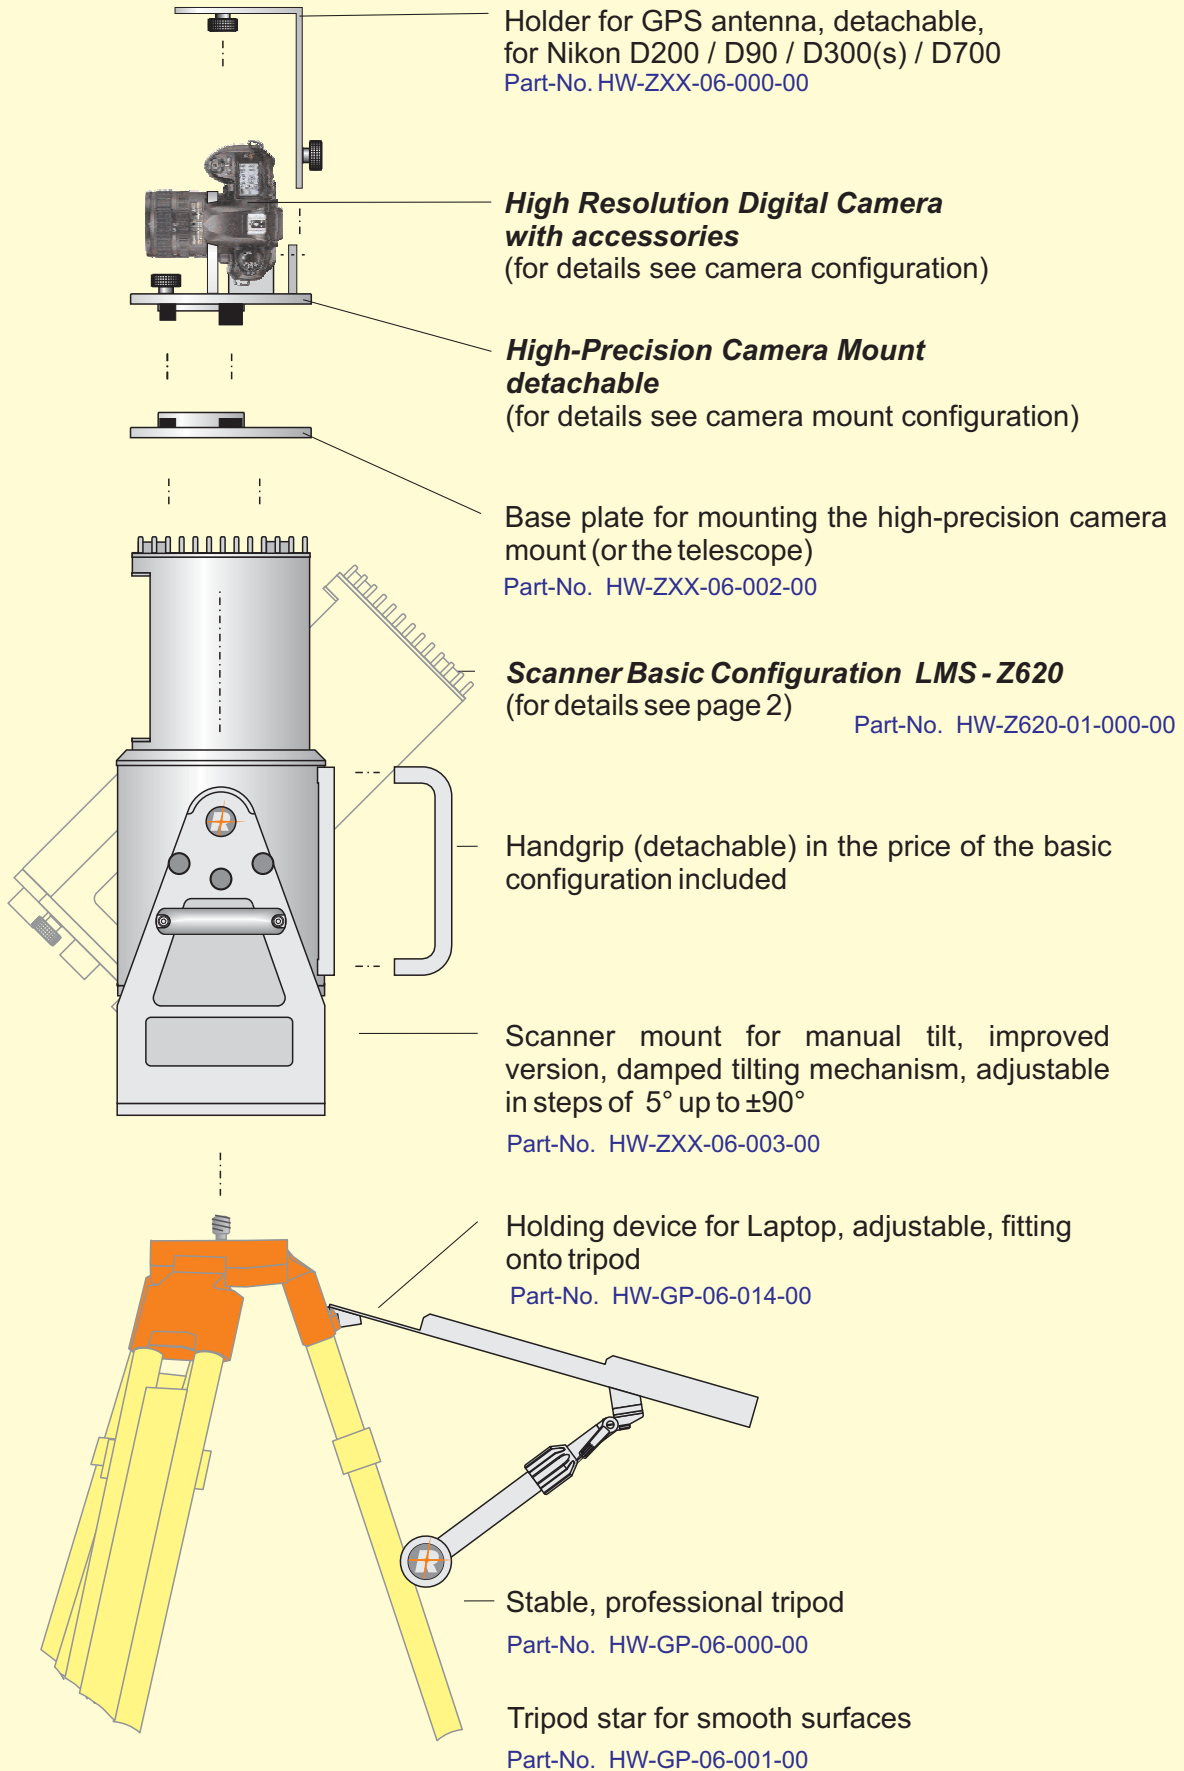 Holder for GPS antenna, detachable,
for Nikon D200 / D90 / D300(s) / D700
Part-No. HW-ZXX-06-000-00
High Resolution Digital Camera
with accessories
(for details see camera configuration)
High-Precision Camera Mount
detachable
(for details see camera mount configuration)
Base plate for mounting the high-precision camera
mount (or the telescope)
Part-No. HW-ZXX-06-002-00
Scanner Basic Configuration LMS - Z620
(for details see page 2)
Part-No. HW-Z620-01-000-00
Handgrip (detachable) in the price of the basic
configuration included
Scanner mount for manual tilt, improved
version, damped tilting mechanism, adjustable
in steps of 5° up to ±90°
Part-No. HW-ZXX-06-003-00
Holding device for Laptop, adjustable, fitting
onto tripod
Part-No. HW-GP-06-014-00
Stable, professional tripod
Part-No. HW-GP-06-000-00
Tripod star for smooth surfaces
Part-No. HW-GP-06-001-00